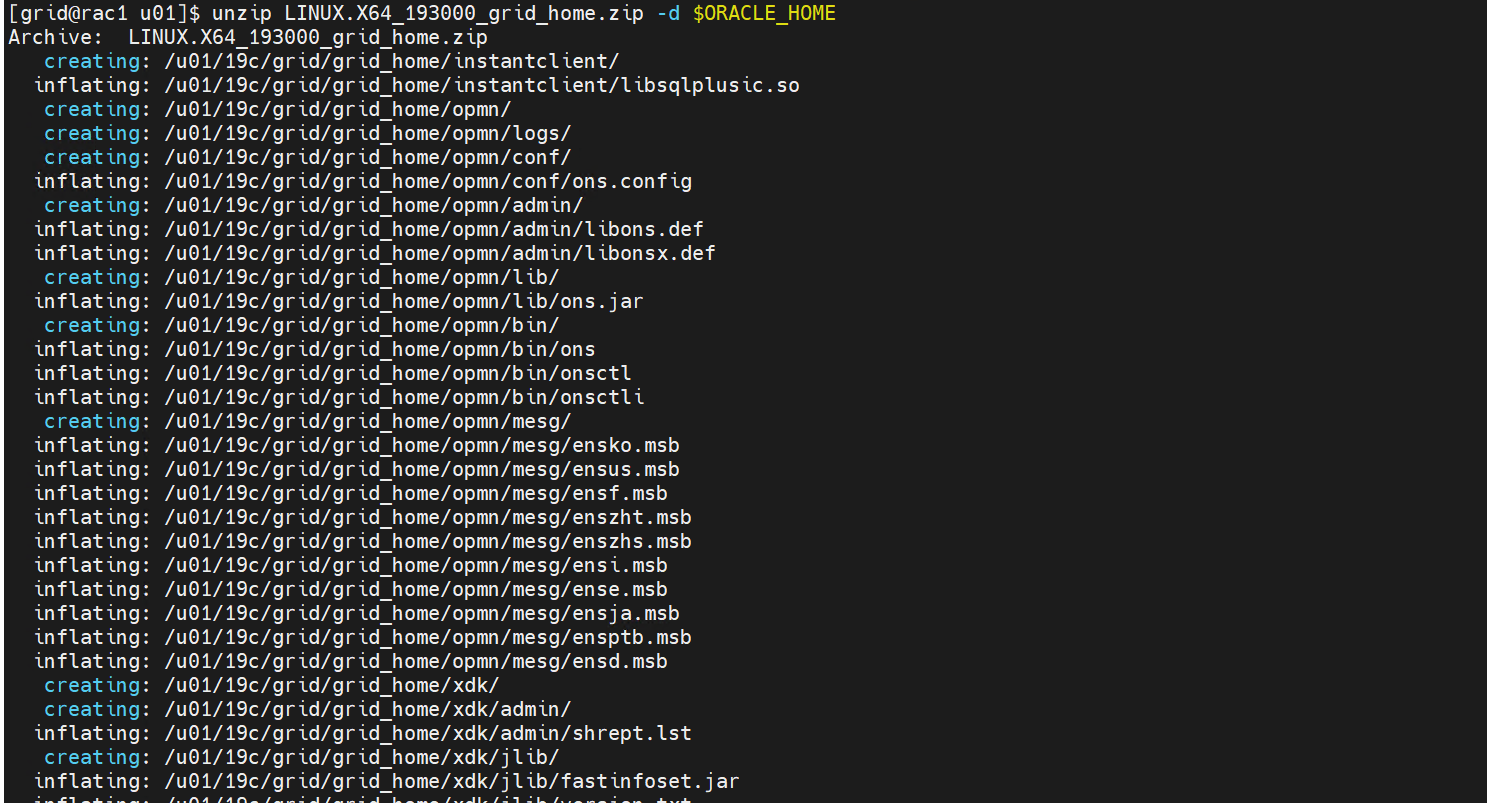 [grid@rac1 u01]$ unzip LINUX.X64_193000_grid_home.zip -d $ORACLE_HOME
Archive:  LINUX.X64_193000_grid_home.zip
   creating: /u01/19c/grid/grid_home/instantclient/
  inflating: /u01/19c/grid/grid_home/instantclient/libsqlplusic.so
   creating: /u01/19c/grid/grid_home/opmn/
   creating: /u01/19c/grid/grid_home/opmn/logs/
   creating: /u01/19c/grid/grid_home/opmn/conf/
  inflating: /u01/19c/grid/grid_home/opmn/conf/ons.config
   creating: /u01/19c/grid/grid_home/opmn/admin/
  inflating: /u01/19c/grid/grid_home/opmn/admin/libons.def
  inflating: /u01/19c/grid/grid_home/opmn/admin/libonsx.def
   creating: /u01/19c/grid/grid_home/opmn/lib/
  inflating: /u01/19c/grid/grid_home/opmn/lib/ons.jar
   creating: /u01/19c/grid/grid_home/opmn/bin/
  inflating: /u01/19c/grid/grid_home/opmn/bin/ons
  inflating: /u01/19c/grid/grid_home/opmn/bin/onsctl
  inflating: /u01/19c/grid/grid_home/opmn/bin/onsctli
   creating: /u01/19c/grid/grid_home/opmn/mesg/
  inflating: /u01/19c/grid/grid_home/opmn/mesg/ensko.msb
  inflating: /u01/19c/grid/grid_home/opmn/mesg/ensus.msb
  inflating: /u01/19c/grid/grid_home/opmn/mesg/ensf.msb
  inflating: /u01/19c/grid/grid_home/opmn/mesg/enszht.msb
  inflating: /u01/19c/grid/grid_home/opmn/mesg/enszhs.msb
  inflating: /u01/19c/grid/grid_home/opmn/mesg/ensi.msb
  inflating: /u01/19c/grid/grid_home/opmn/mesg/ense.msb
  inflating: /u01/19c/grid/grid_home/opmn/mesg/ensja.msb
  inflating: /u01/19c/grid/grid_home/opmn/mesg/ensptb.msb
  inflating: /u01/19c/grid/grid_home/opmn/mesg/ensd.msb
   creating: /u01/19c/grid/grid_home/xdk/
   creating: /u01/19c/grid/grid_home/xdk/admin/
  inflating: /u01/19c/grid/grid_home/xdk/admin/shrept.lst
   creating: /u01/19c/grid/grid_home/xdk/jlib/
  inflating: /u01/19c/grid/grid_home/xdk/jlib/fastinfoset.jar